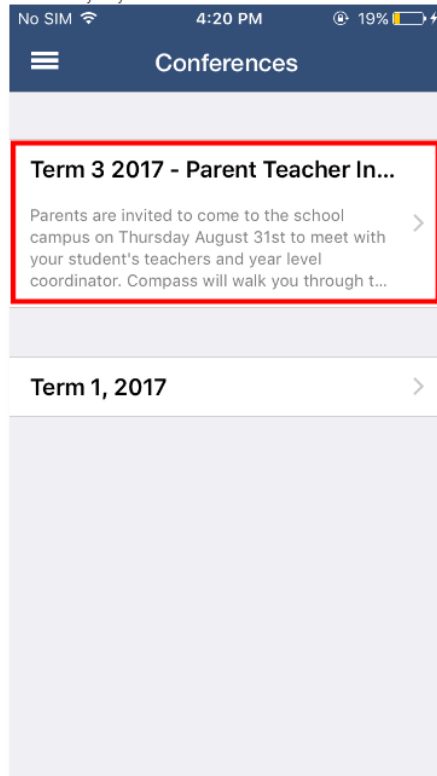 No SIM 4:20 PM 19%
Conferences
Term 3 2017 - Parent Teacher In...
Parents are invited to come to the school
campus on Thursday August 31st to meet with
your student's teachers and year level
coordinator. Compass will walk you through t...
Term 1, 2017